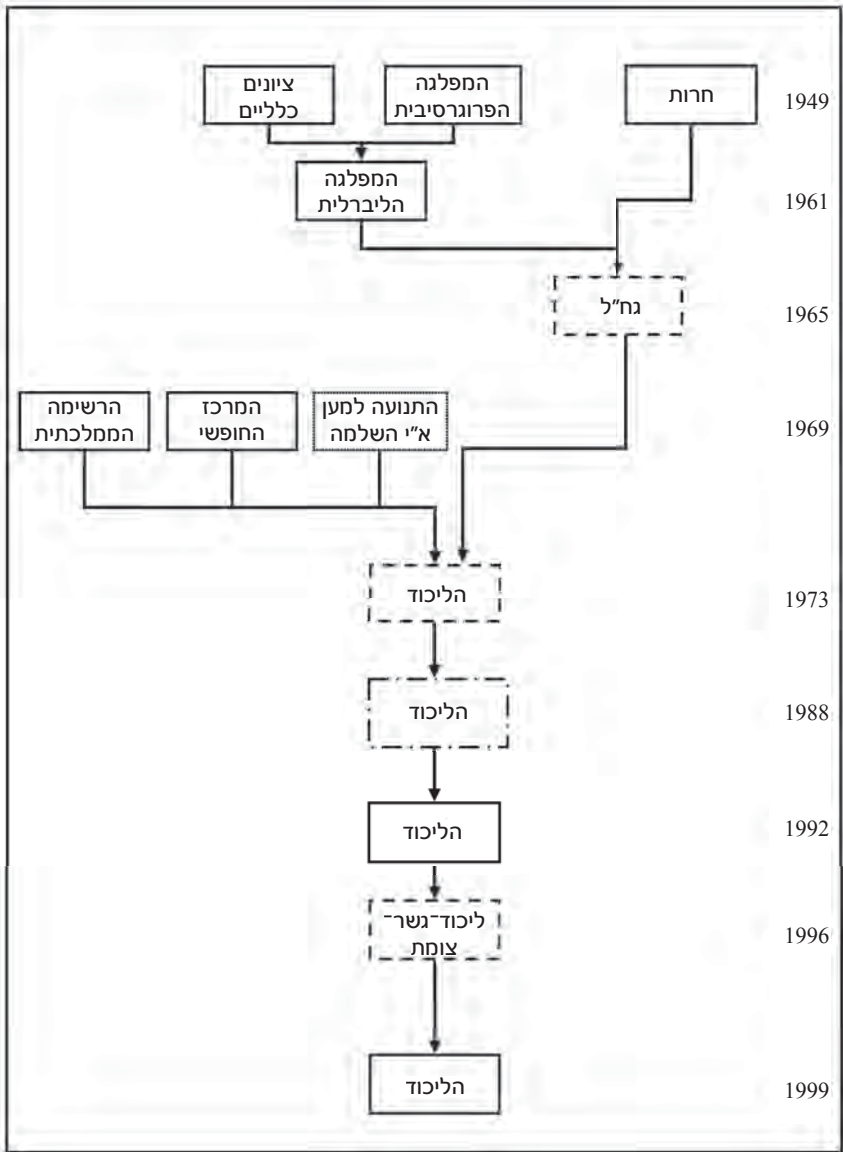 חרות
המפלגה
הפרוגרסיבית
ציונים
כלליים
1949
המפלגה
הליברלית
1961
גח"ל
1965
התנועה למען
א"י השלמה
המרכז
החופשי
הרשימה
הממלכתית
1969
הליכוד
1973
הליכוד
1988
הליכוד
1992
ליכוד־גשר־
צומת
1996
הליכוד
1999